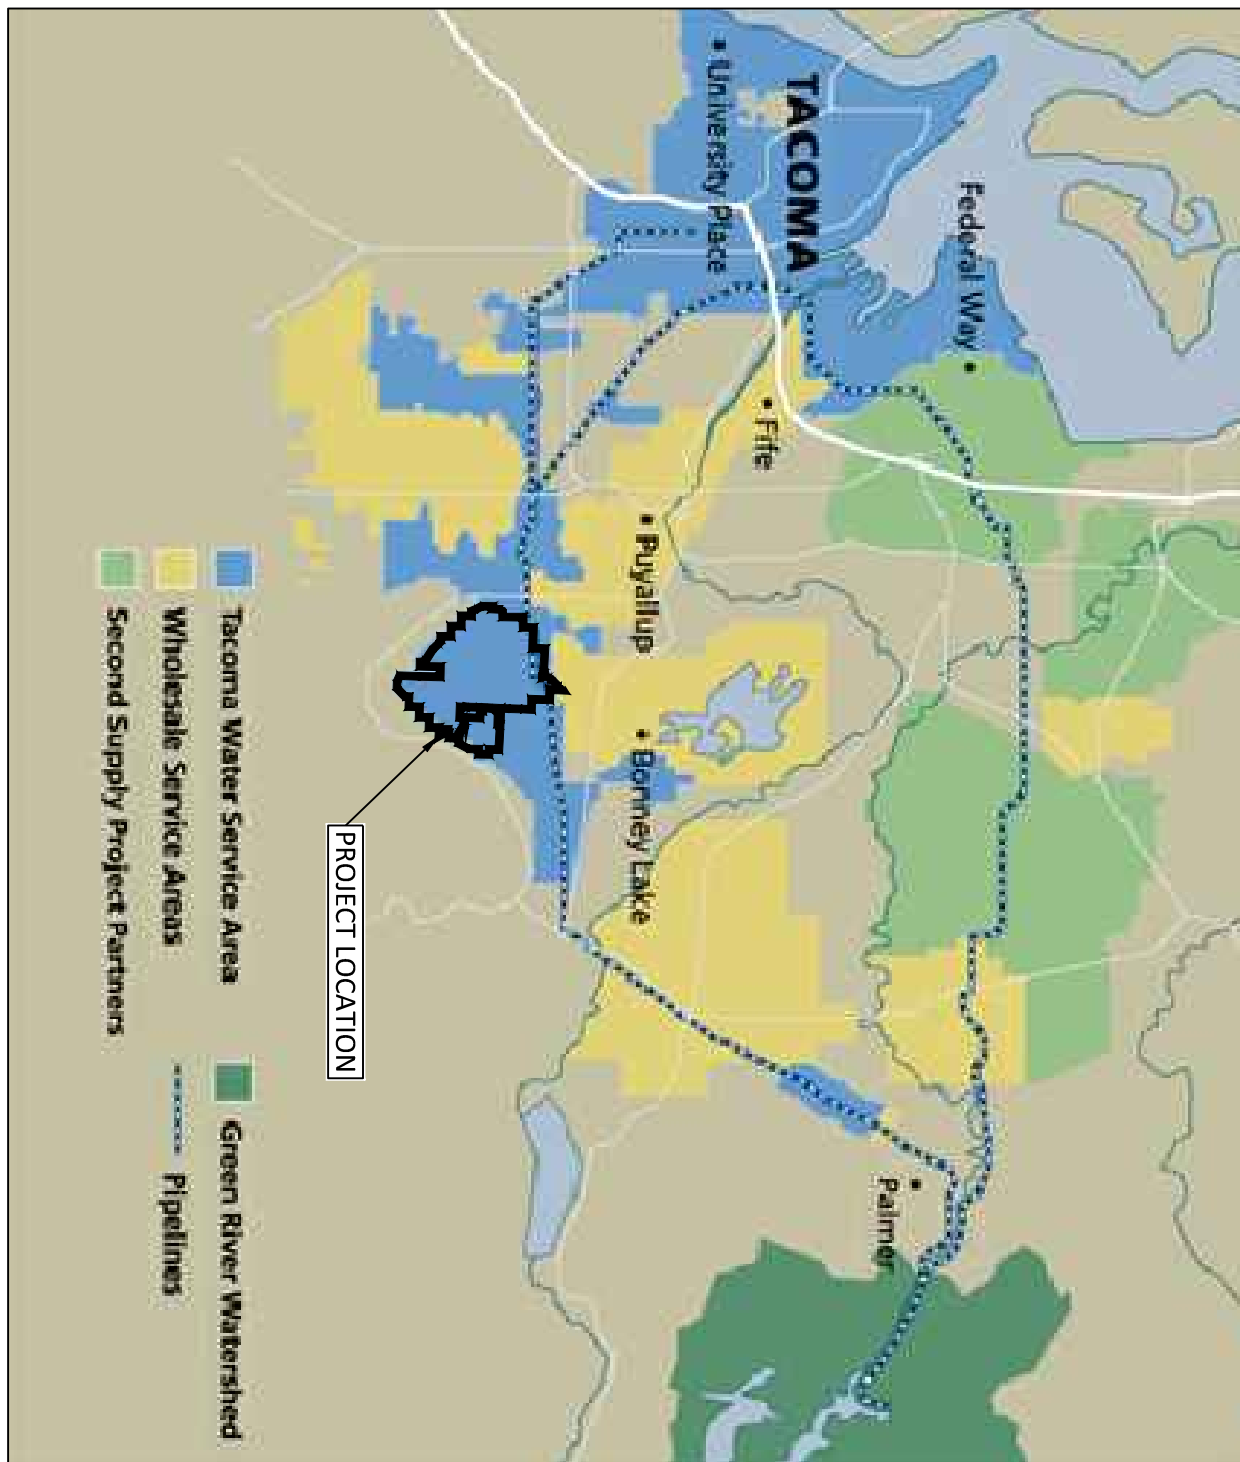 Federal Way
TACOMA
University Place
Fife
Puyallup
Bonney Lake
Palmer
PROJECT LOCATION
Tacoma Water Service Area
Wholesale Service Areas
Second Supply Project Partners
Green River Watershed
Pipelines